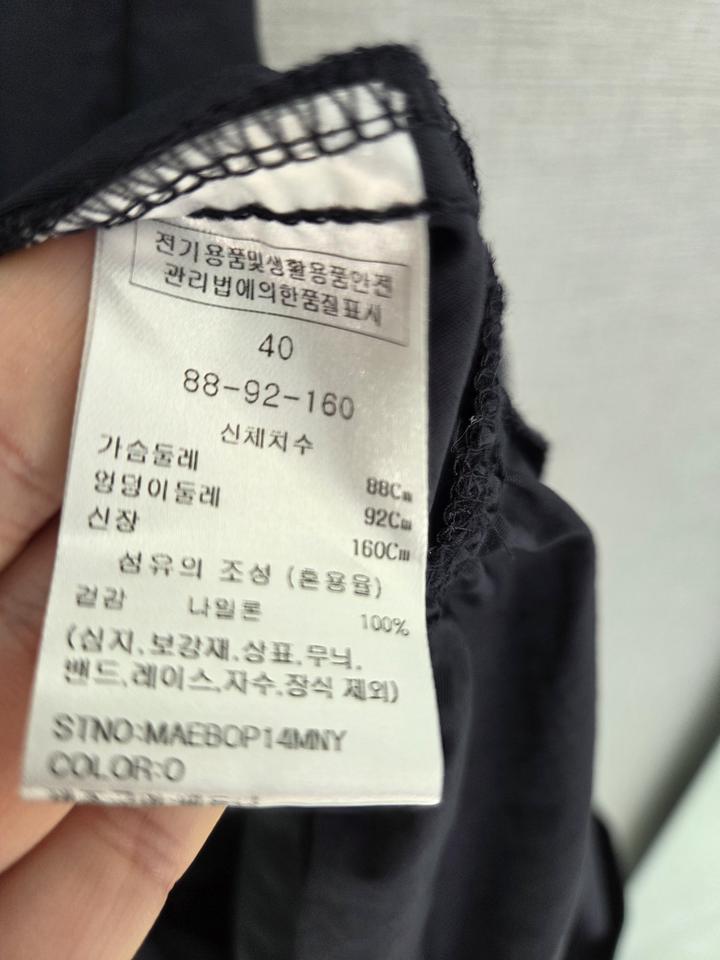 전기용품및생활용품안전
관리법에의한품질표시
40
88-92-160
신체치수
가슴둘레 88Cm
엉덩이둘레 92Cm
신장 160Cm
섬유의 조성 (혼용율)
겉감 나일론 100%
(심지.보강재.상표.무늬.
밴드.레이스.자수.장식 제외)
STNO:MAEBOP14MNY
COLOR:O